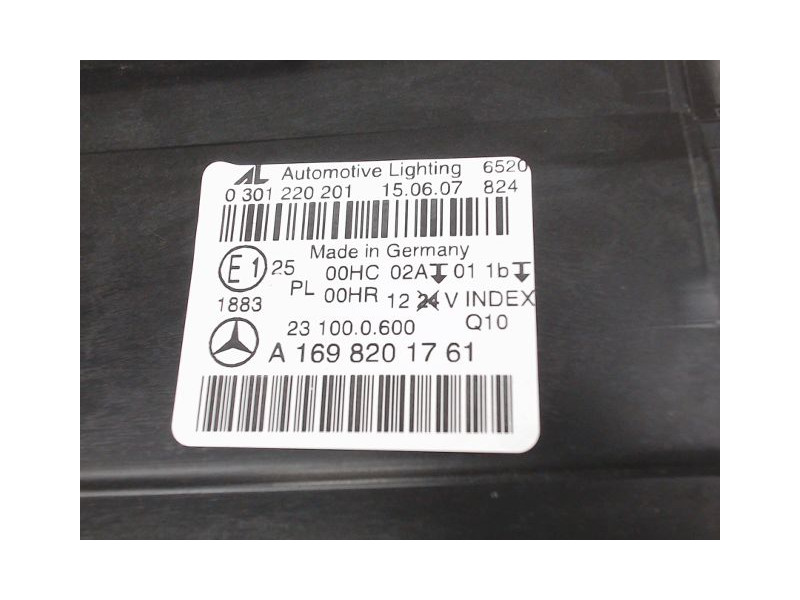 AL Automotive Lighting 6520
0 301 220 201 15.06.07 824
Made in Germany
E1 25 00HC 02A 01 1b
PL 00HR 12 24 V INDEX
1883 Q10
23 100.0.600
A 169 820 17 61